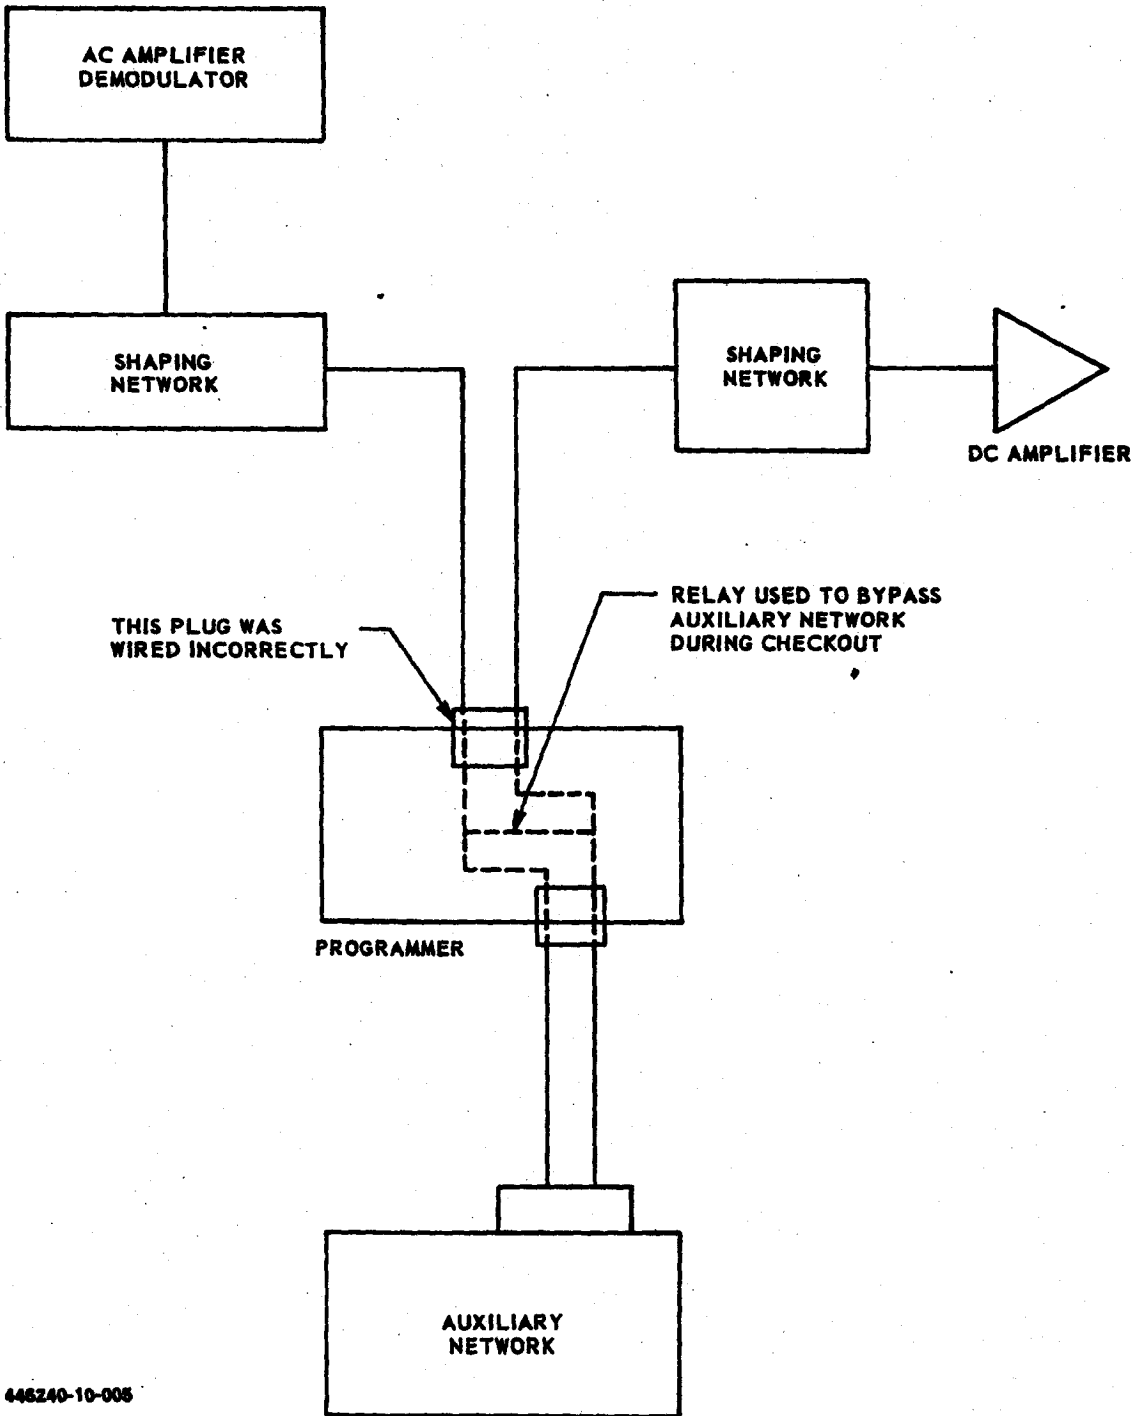 AC AMPLIFIER
DEMODULATOR
SHAPING
NETWORK
SHAPING
NETWORK
DC AMPLIFIER
THIS PLUG WAS
WIRED INCORRECTLY
RELAY USED TO BYPASS
AUXILIARY NETWORK
DURING CHECKOUT
PROGRAMMER
AUXILIARY
NETWORK
446240-10-005